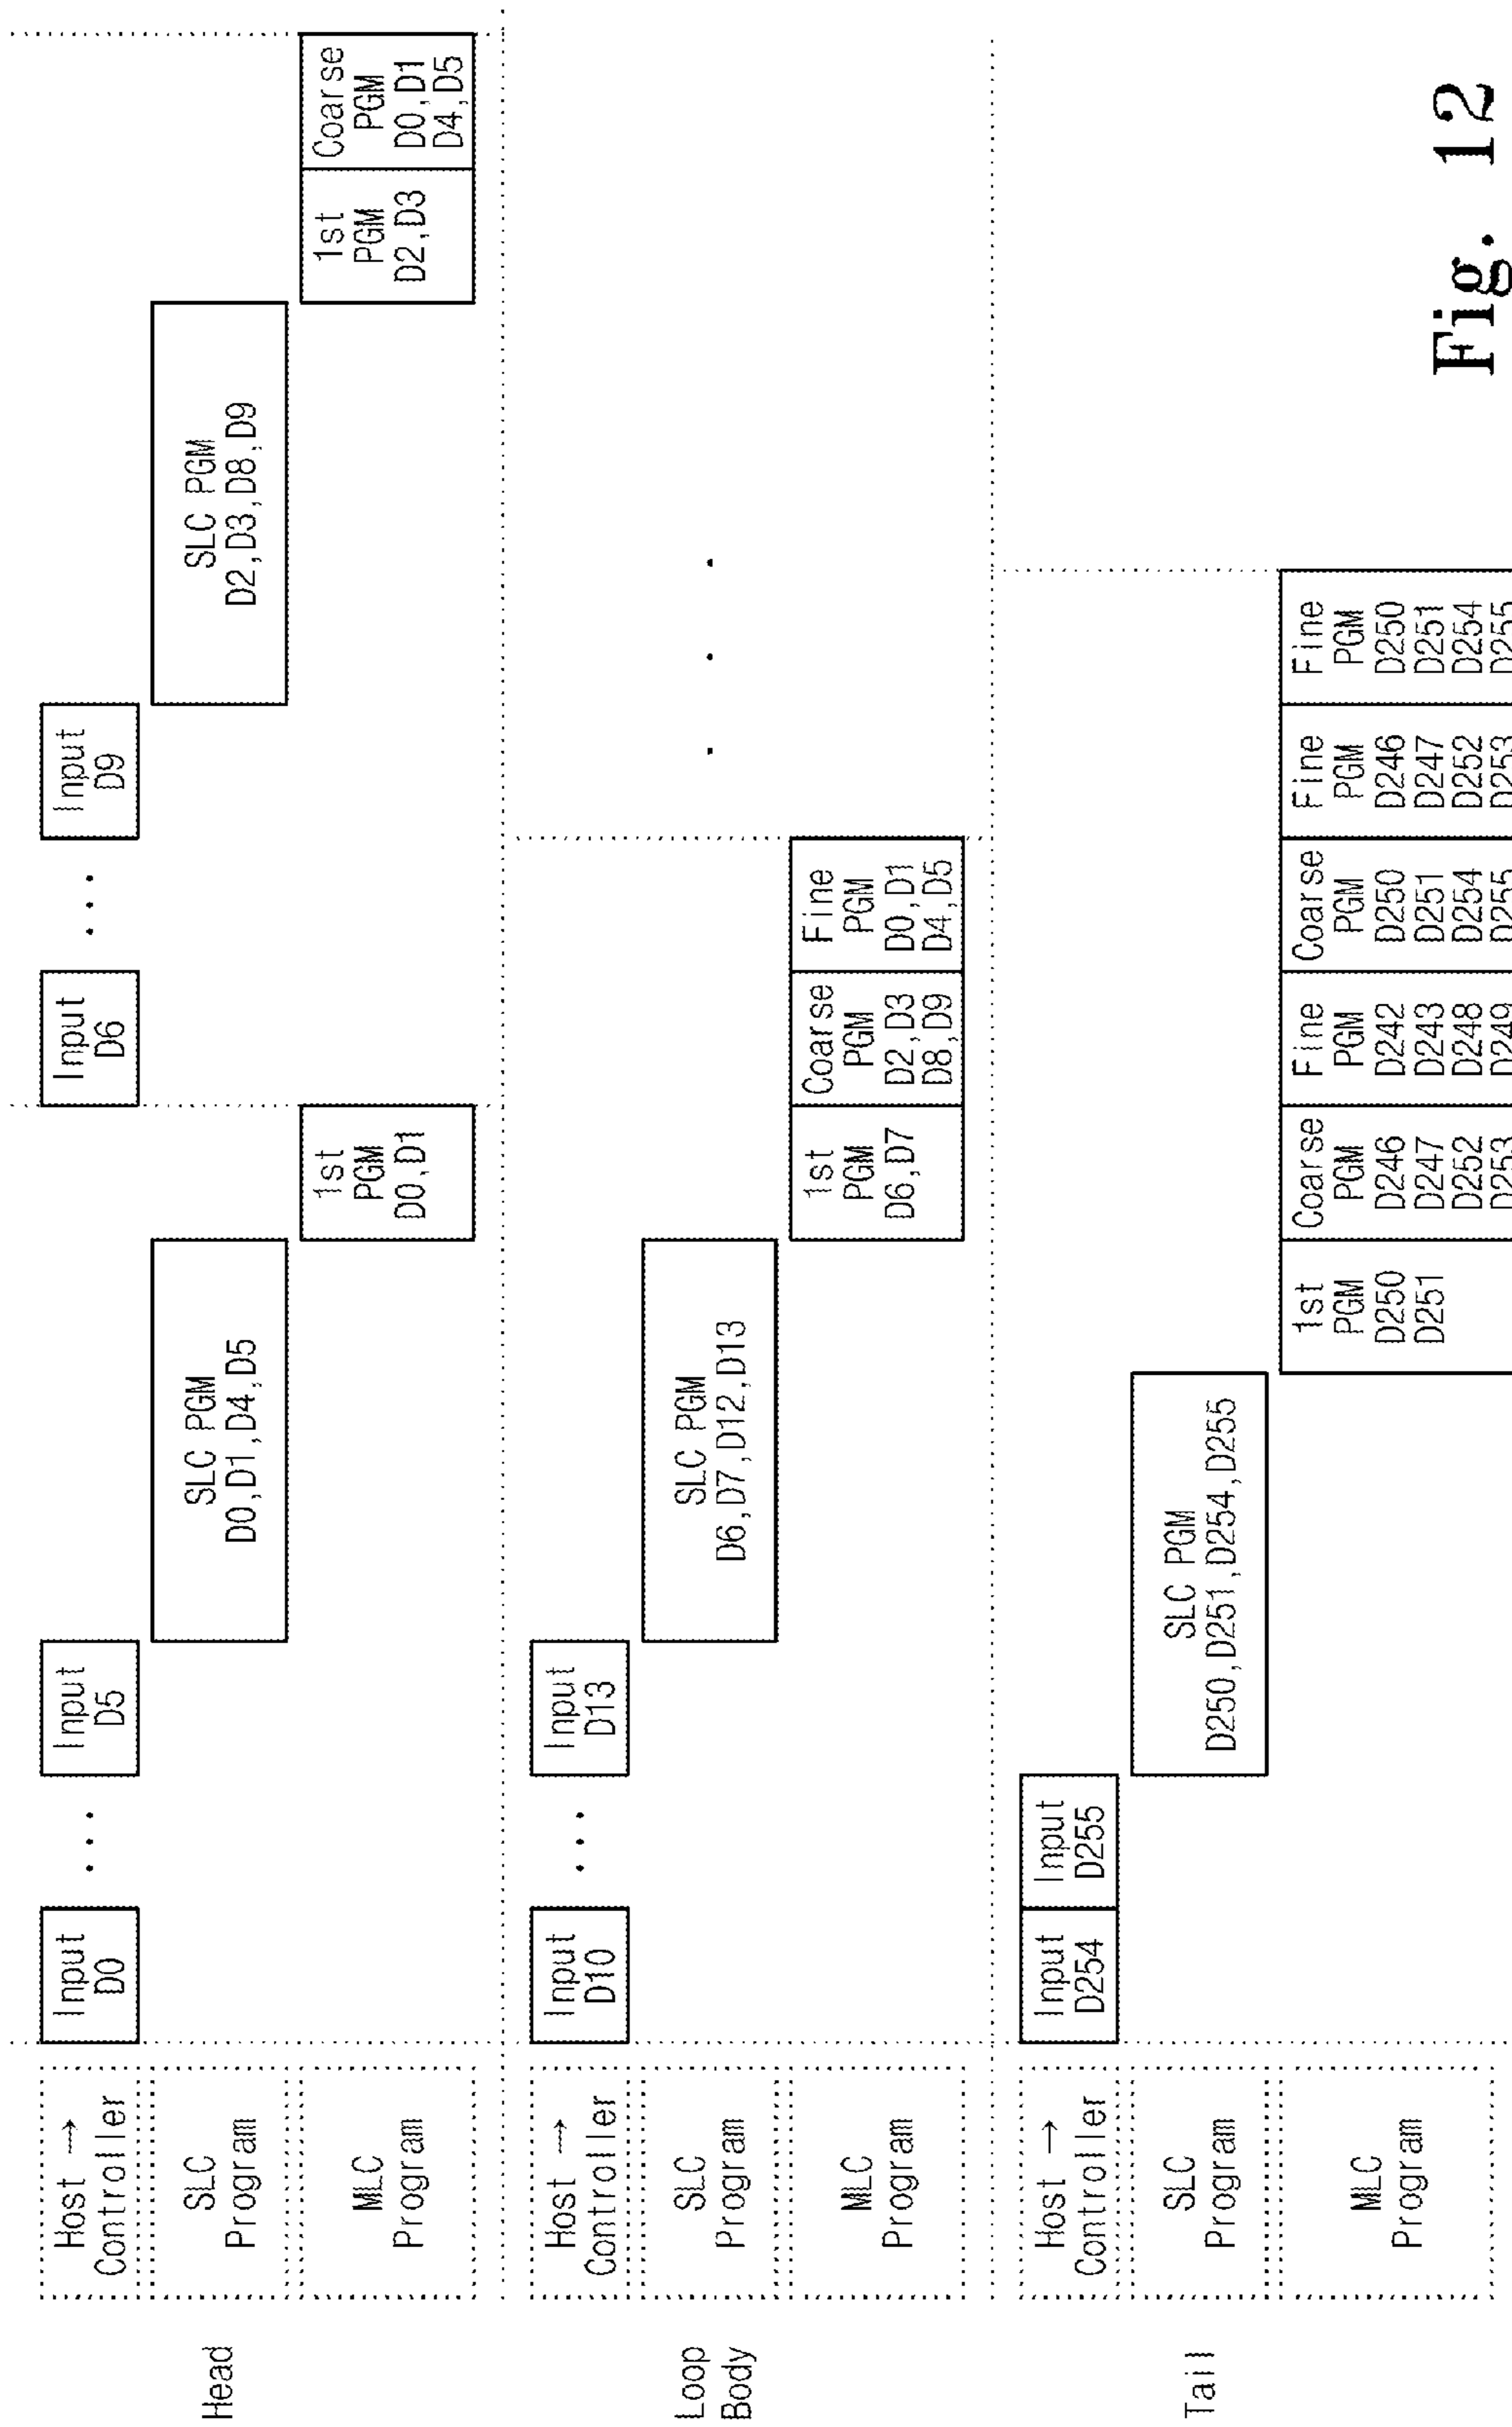 Head
Host →
Controller
Input
D0
...
Input
D5
Input
D6
...
Input
D9
SLC
Program
SLC PGM
D0,D1,D4,D5
SLC PGM
D2,D3,D8,D9
MLC
Program
1st
PGM
D0,D1
1st
PGM
D2,D3
Coarse
PGM
D0,D1
D4,D5
Loop
Body
Host →
Controller
Input
D10
...
Input
D13
SLC
Program
SLC PGM
D6,D7,D12,D13
MLC
Program
1st
PGM
D6,D7
Coarse
PGM
D2,D3
D8,D9
Fine
PGM
D0,D1
D4,D5
. . .
Tail
Host →
Controller
Input
D254
Input
D255
SLC
Program
SLC PGM
D250,D251,D254,D255
MLC
Program
1st
PGM
D250
D251
Coarse
PGM
D246
D247
D252
D253
Fine
PGM
D242
D243
D248
D249
Coarse
PGM
D250
D251
D254
D255
Fine
PGM
D246
D247
D252
D253
Fine
PGM
D250
D251
D254
D255
Fig. 12